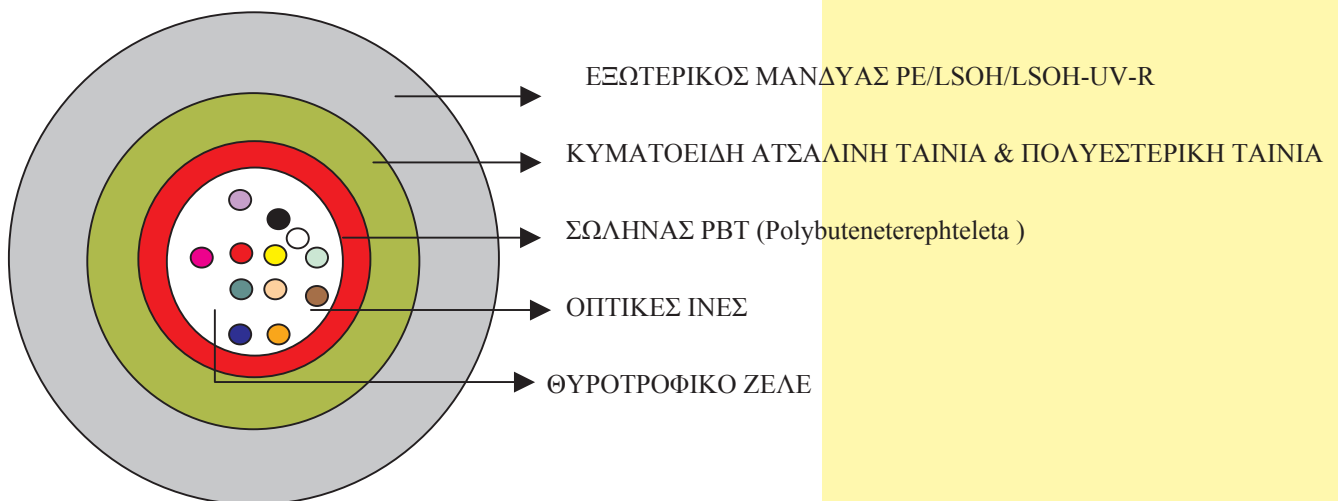 ΕΞΩΤΕΡΙΚΟΣ ΜΑΝΔΥΑΣ PE/LSOH/LSOH-UV-R
ΚΥΜΑΤΟΕΙΔΗ ΑΤΣΑΛΙΝΗ ΤΑΙΝΙΑ & ΠΟΛΥΕΣΤΕΡΙΚΗ ΤΑΙΝΙΑ
ΣΩΛΗΝΑΣ PBT (Polybuteneterephteleta )
ΟΠΤΙΚΕΣ ΙΝΕΣ
ΘΥΡΟΤΡΟΦΙΚΟ ΖΕΛΕ